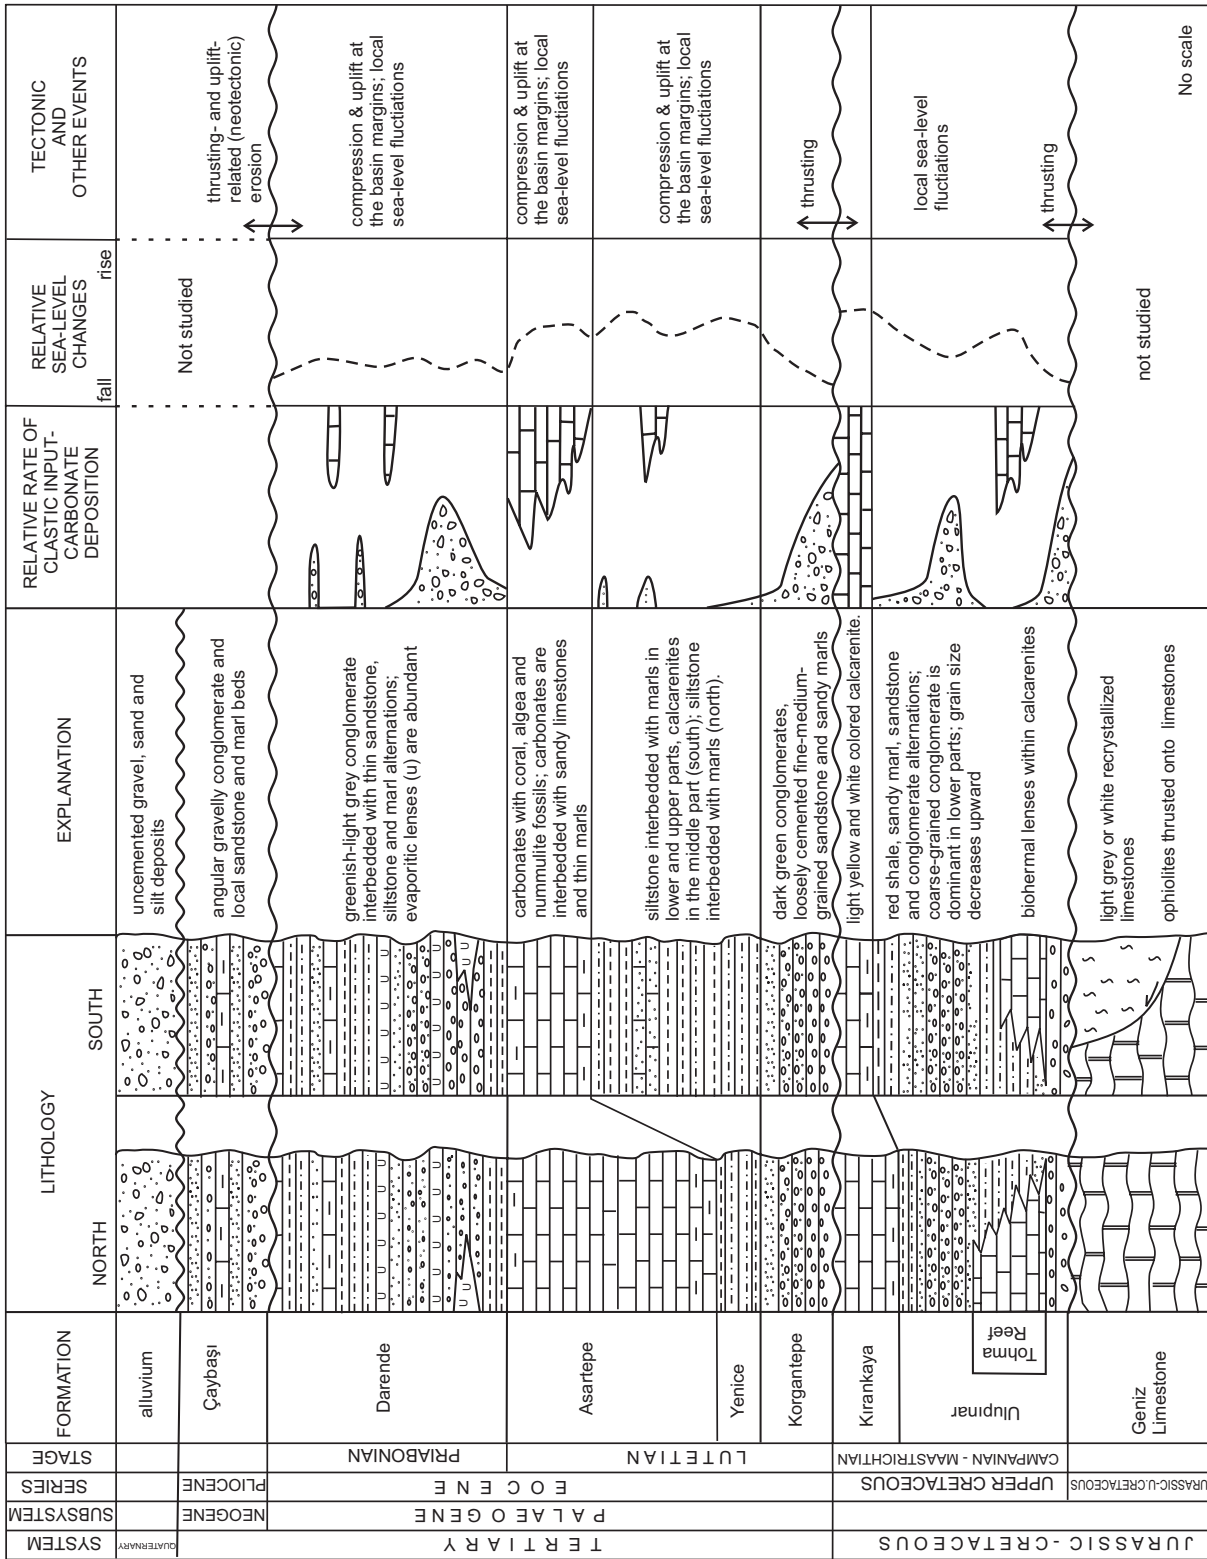 SYSTEM
SUBSYSTEM
SERIES
STAGE
FORMATION
LITHOLOGY
NORTH
SOUTH
EXPLANATION
RELATIVE RATE OF
CLASTIC INPUT-
CARBONATE
DEPOSITION
RELATIVE
SEA-LEVEL
CHANGES
fall
rise
TECTONIC
AND
OTHER EVENTS
QUATERNARY
alluvium
uncemented gravel, sand and
silt deposits
TERTIARY
NEOGENE
PLIOCENE
Çaybaşı
angular gravelly conglomerate and
local sandstone and marl beds
Not studied
thrusting- and uplift-
related (neotectonic)
erosion
PALAEOGENE
EOCENE
PRIABONIAN
Darende
greenish-light grey conglomerate
interbedded with thin sandstone,
siltstone and marl alternations;
evaporitic lenses (u) are abundant
compression & uplift at
the basin margins; local
sea-level fluctiations
LUTETIAN
Asartepe
carbonates with coral, algea and
nummulite fossils; carbonates are
interbedded with sandy limestones
and thin marls
compression & uplift at
the basin margins; local
sea-level fluctiations
Yenice
siltstone interbedded with marls in
lower and upper parts, calcarenites
in the middle part (south); siltstone
interbedded with marls (north).
compression & uplift at
the basin margins; local
sea-level fluctiations
Korgantepe
dark green conglomerates,
loosely cemented fine-medium-
grained sandstone and sandy marls
thrusting
JURASSIC - CRETACEOUS
UPPER CRETACEOUS
CAMPANIAN - MAASTRICHTIAN
Kırankaya
light yellow and white colored calcarenite.
Ulupınar
Tohma
Reef
red shale, sandy marl, sandstone
and conglomerate alternations;
coarse-grained conglomerate is
dominant in lower parts; grain size
decreases upward
biohermal lenses within calcarenites
local sea-level
fluctiations
thrusting
JURASSIC-U.CRETACEOUS
Geniz
Limestone
light grey or white recrystallized
limestones
ophiolites thrusted onto limestones
not studied
No scale